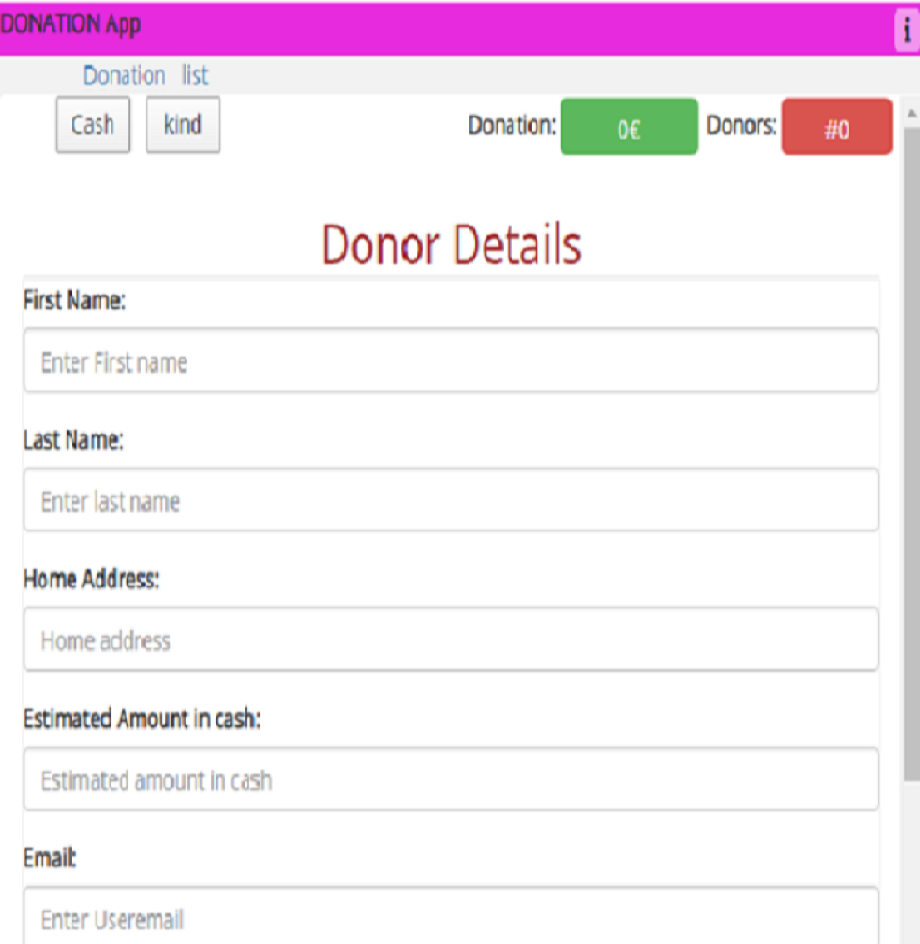 DONATION App
i
Donation list
Cash kind Donation: 0€ Donors: #0
Donor Details
First Name:
Enter First name
Last Name:
Enter last name
Home Address:
Home address
Estimated Amount in cash:
Estimated amount in cash
Email:
Enter Useremail